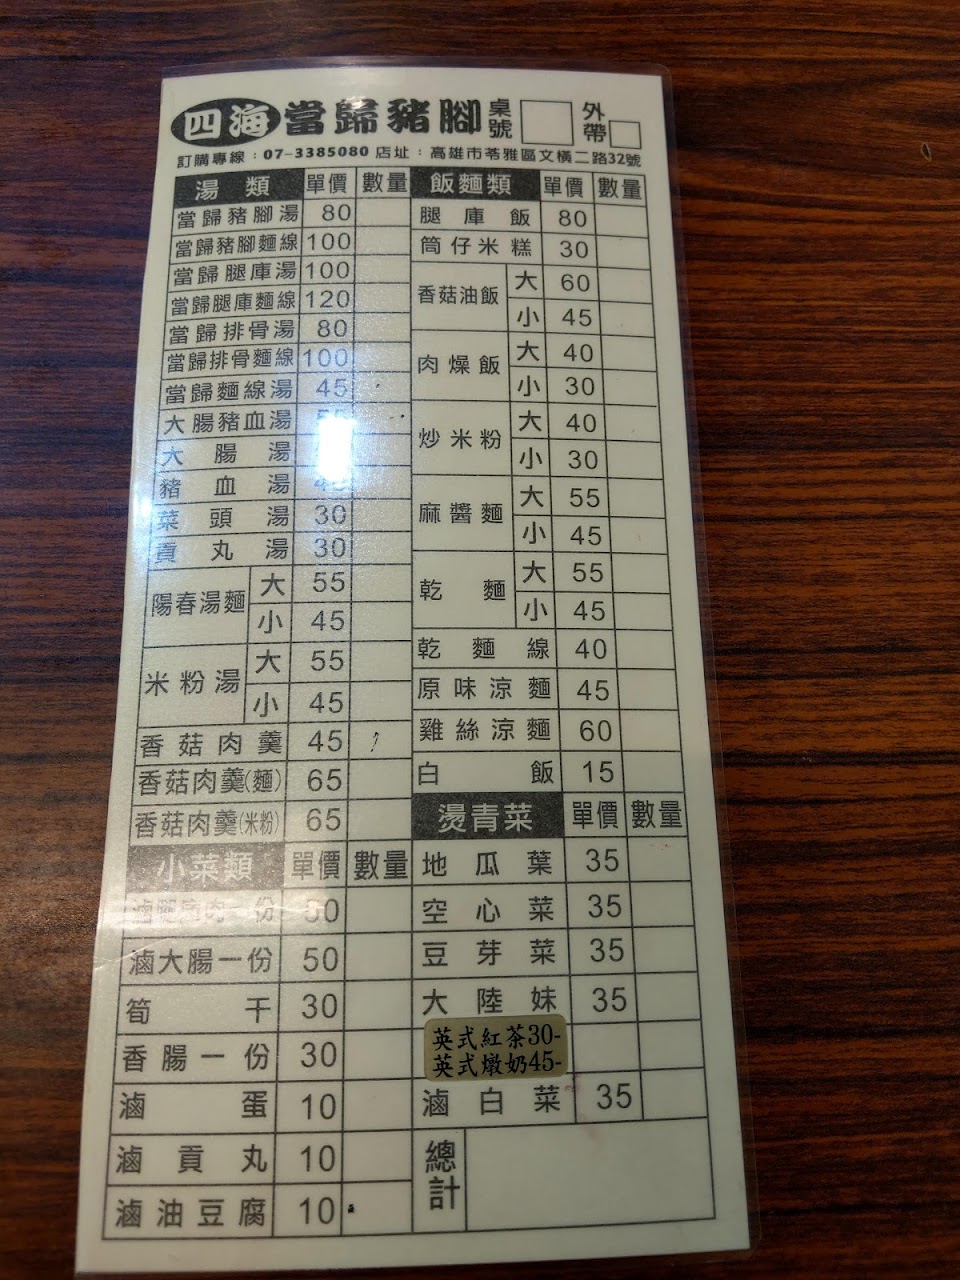 四海當歸豬腳 桌號 外帶
訂購專線：07-3385080 店址：高雄市苓雅區文橫二路32號
湯類 單價 數量
當歸豬腳湯 80
當歸豬腳麵線 100
當歸腿庫湯 100
當歸腿庫麵線 120
當歸排骨湯 80
當歸排骨麵線 100
當歸麵線湯 45
大腸豬血湯
大腸湯
豬血湯
菜頭湯 30
貢丸湯 30
陽春湯麵 大 55
小 45
米粉湯 大 55
小 45
香菇肉羹 45
香菇肉羹(麵) 65
香菇肉羹(米粉) 65
小菜類 單價 數量
肉一份
滷大腸一份 50
筍干 30
香腸一份 30
滷蛋 10
滷貢丸 10
滷油豆腐 10
飯麵類 單價 數量
腿庫飯 80
筒仔米糕 30
香菇油飯 大 60
小 45
肉燥飯 大 40
小 30
炒米粉 大 40
小 30
麻醬麵 大 55
小 45
乾麵 大 55
小 45
乾麵線 40
原味涼麵 45
雞絲涼麵 60
白飯 15
燙青菜 單價 數量
地瓜葉 35
空心菜 35
豆芽菜 35
大陸妹 35
英式紅茶30-
英式燉奶45-
滷白菜 35
總計